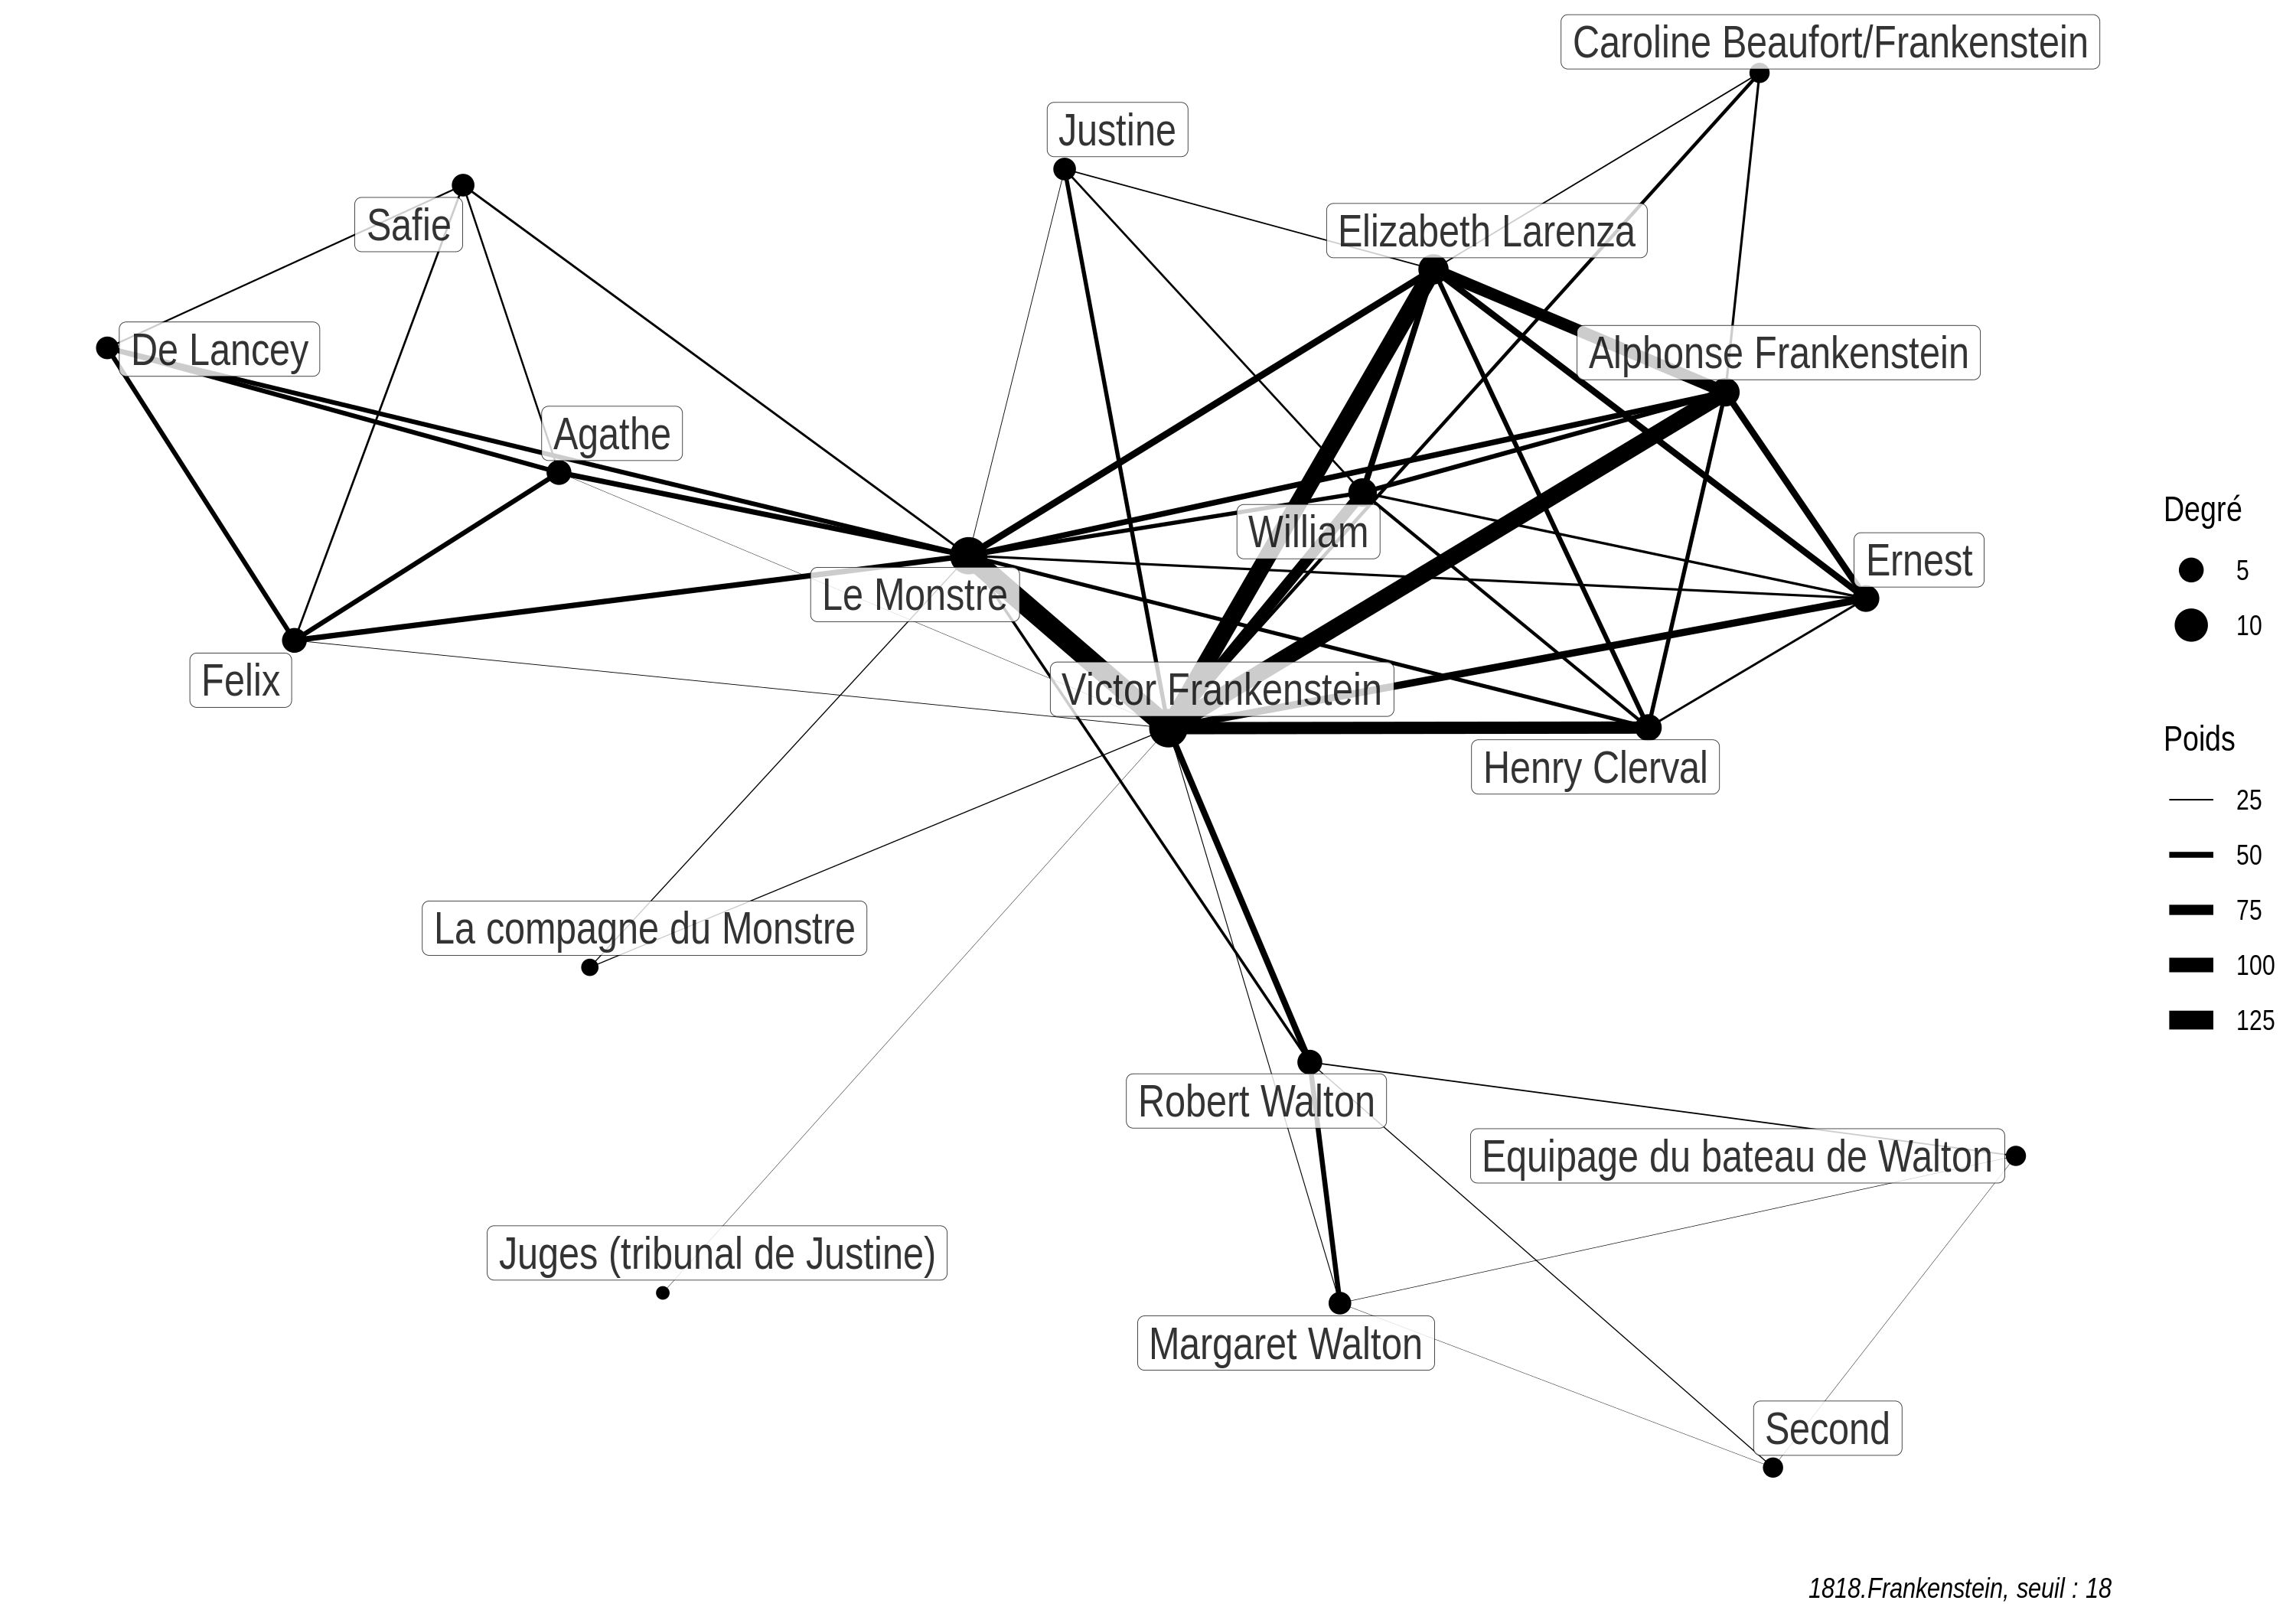 Caroline Beaufort/Frankenstein
Justine
Safie
Elizabeth Larenza
De Lancey
Alphonse Frankenstein
Agathe
William
Ernest
Le Monstre
Felix
Victor Frankenstein
Henry Clerval
La compagne du Monstre
Robert Walton
Equipage du bateau de Walton
Juges (tribunal de Justine)
Margaret Walton
Second
Degré
5
10
Poids
25
50
75
100
125
1818.Frankenstein, seuil : 18